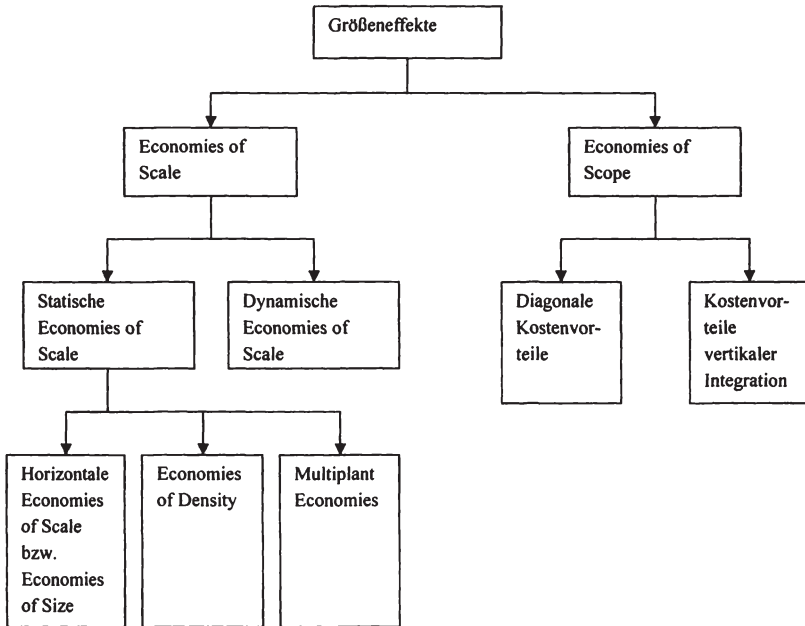 Größeneffekte
Economies of
Scale
Economies of
Scope
Statische
Economies of
Scale
Dynamische
Economies of
Scale
Diagonale
Kostenvor-
teile
Kostenvor-
teile
vertikaler
Integration
Horizontale
Economies
of Scale
bzw.
Economies
of Size
Economies
of Density
Multiplant
Economies